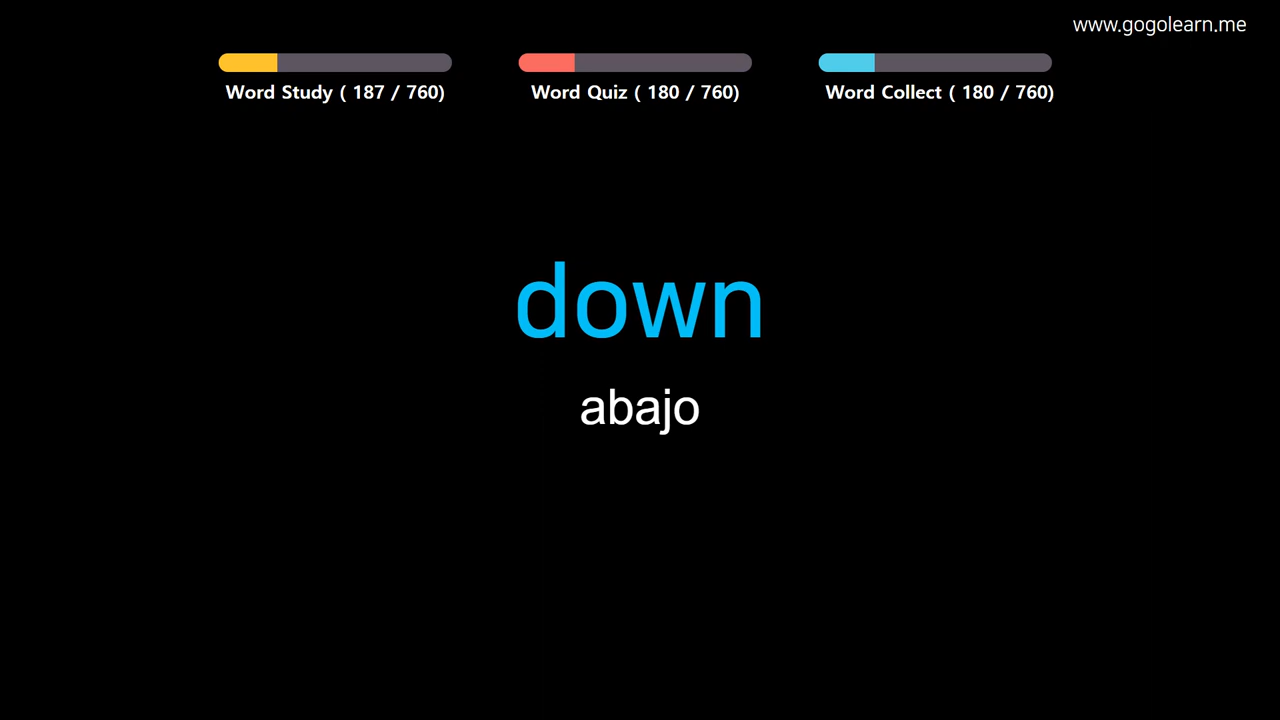 www.gogolearn.me
Word Study ( 187 / 760)
Word Quiz ( 180 / 760)
Word Collect ( 180 / 760)
down
abajo